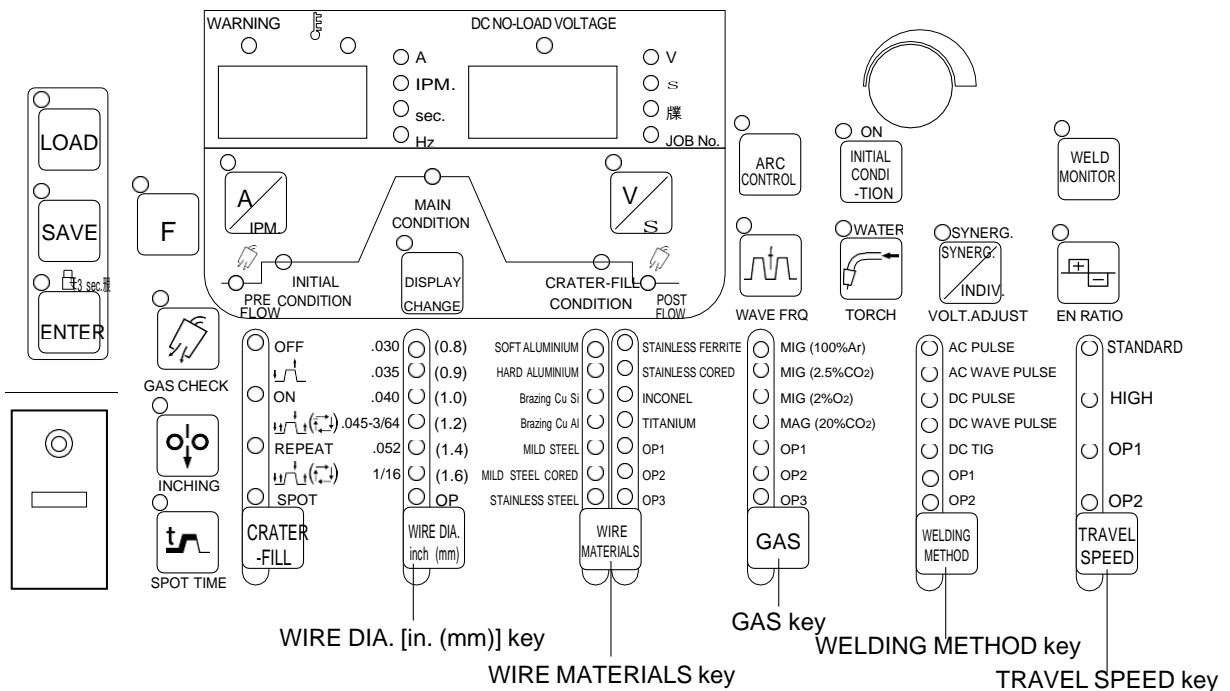 WARNING
DC NO-LOAD VOLTAGE
A
IPM.
sec.
Hz
V
S
牒
JOB No.
LOAD
SAVE
3 sec.
ENTER
F
A
IPM
MAIN
CONDITION
V
S
INITIAL
CONDITION
DISPLAY
CHANGE
CRATER-FILL
CONDITION
PRE
FLOW
POST
FLOW
ARC
CONTROL
ON
INITIAL
CONDI
-TION
WELD
MONITOR
WAVE FRQ
WATER
TORCH
SYNERG.
SYNERG.
INDIV.
VOLT.ADJUST
EN RATIO
GAS CHECK
INCHING
t
SPOT TIME
OFF
ON
REPEAT
SPOT
CRATER
-FILL
.030 (0.8)
.035 (0.9)
.040 (1.0)
.045-3/64 (1.2)
.052 (1.4)
1/16 (1.6)
OP
WIRE DIA.
inch (mm)
SOFT ALUMINIUM
HARD ALUMINIUM
Brazing Cu Si
Brazing Cu Al
MILD STEEL
MILD STEEL CORED
STAINLESS STEEL
STAINLESS FERRITE
STAINLESS CORED
INCONEL
TITANIUM
OP1
OP2
OP3
WIRE
MATERIALS
MIG (100%Ar)
MIG (2.5%CO2)
MIG (2%O2)
MAG (20%CO2)
OP1
OP2
OP3
GAS
AC PULSE
AC WAVE PULSE
DC PULSE
DC WAVE PULSE
DC TIG
OP1
OP2
WELDING
METHOD
STANDARD
HIGH
OP1
OP2
TRAVEL
SPEED
WIRE DIA. [in. (mm)] key
WIRE MATERIALS key
GAS key
WELDING METHOD key
TRAVEL SPEED key